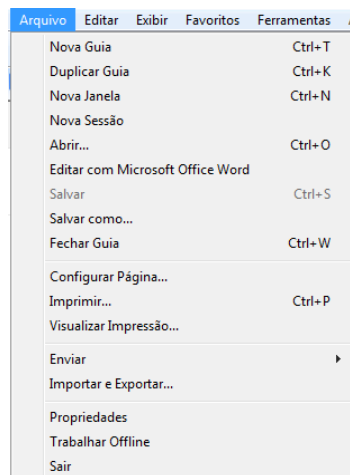 Arquivo Editar Exibir Favoritos Ferramentas
Nova Guia Ctrl+T
Duplicar Guia Ctrl+K
Nova Janela Ctrl+N
Nova Sessão
Abrir... Ctrl+O
Editar com Microsoft Office Word
Salvar Ctrl+S
Salvar como...
Fechar Guia Ctrl+W
Configurar Página...
Imprimir... Ctrl+P
Visualizar Impressão...
Enviar
Importar e Exportar...
Propriedades
Trabalhar Offline
Sair